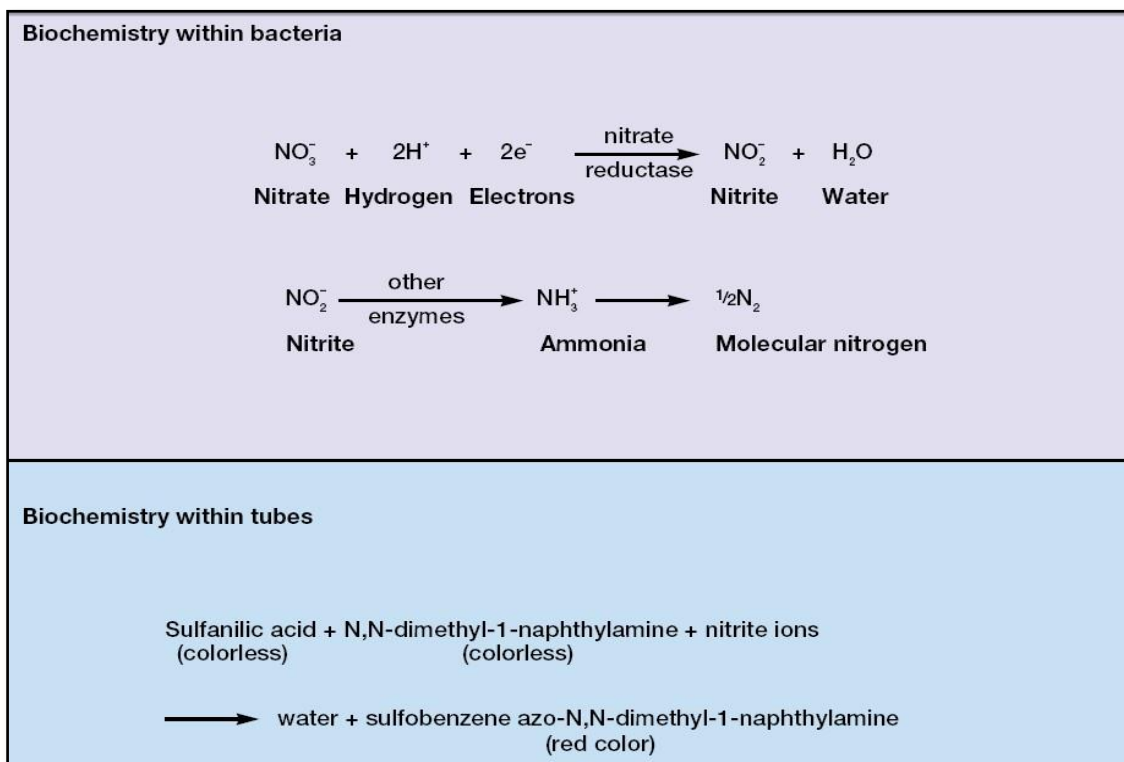 Biochemistry within bacteria
NO₃⁻ + 2H⁺ + 2e⁻ nitrate reductase NO₂⁻ + H₂O
Nitrate Hydrogen Electrons Nitrite Water
NO₂⁻ other enzymes NH₃⁺ ½N₂
Nitrite Ammonia Molecular nitrogen
Biochemistry within tubes
Sulfanilic acid + N,N-dimethyl-1-naphthylamine + nitrite ions
(colorless) (colorless)
water + sulfobenzene azo-N,N-dimethyl-1-naphthylamine
(red color)